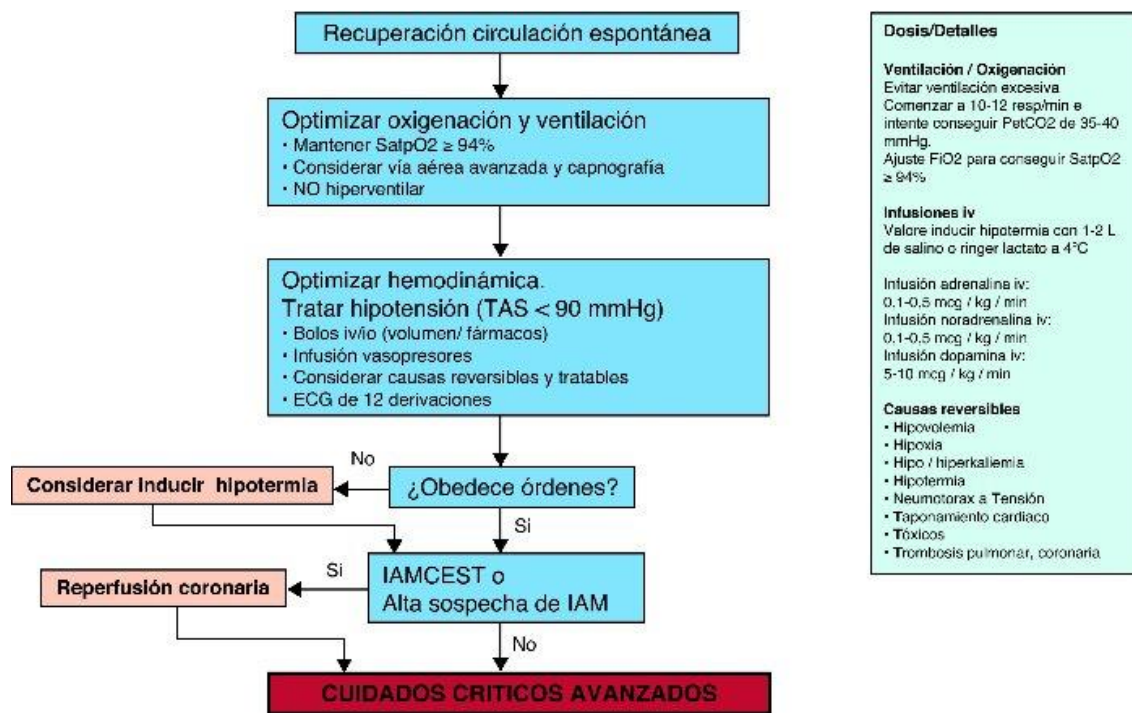 Recuperación circulación espontánea
Optimizar oxigenación y ventilación
• Mantener SatpO2 ≥ 94%
• Considerar vía aérea avanzada y capnografía
• NO hiperventilar
Optimizar hemodinámica.
Tratar hipotensión (TAS < 90 mmHg)
• Bolos iv/io (volumen/ fármacos)
• Infusión vasopresores
• Considerar causas reversibles y tratables
• ECG de 12 derivaciones
No
Considerar inducir hipotermia
¿Obedece órdenes?
Si
Si
Reperfusión coronaria
IAMCEST o
Alta sospecha de IAM
No
CUIDADOS CRITICOS AVANZADOS
Dosis/Detalles
Ventilación / Oxigenación
Evitar ventilación excesiva
Comenzar a 10-12 resp/min e
intente conseguir PetCO2 de 35-40
mmHg.
Ajuste FiO2 para conseguir SatpO2
≥ 94%
Infusiones iv
Valore inducir hipotermia con 1-2 L
de salino o ringer lactato a 4°C
Infusión adrenalina iv:
0.1-0.5 mcg / kg / min
Infusión noradrenalina iv:
0.1-0.5 mcg / kg / min
Infusión dopamina iv:
5-10 mcg / kg / min
Causas reversibles
• Hipovolemia
• Hipoxia
• Hipo / hiperkaliemia
• Hipotermia
• Neumotorax a Tensión
• Taponamiento cardiaco
• Tóxicos
• Trombosis pulmonar, coronaria